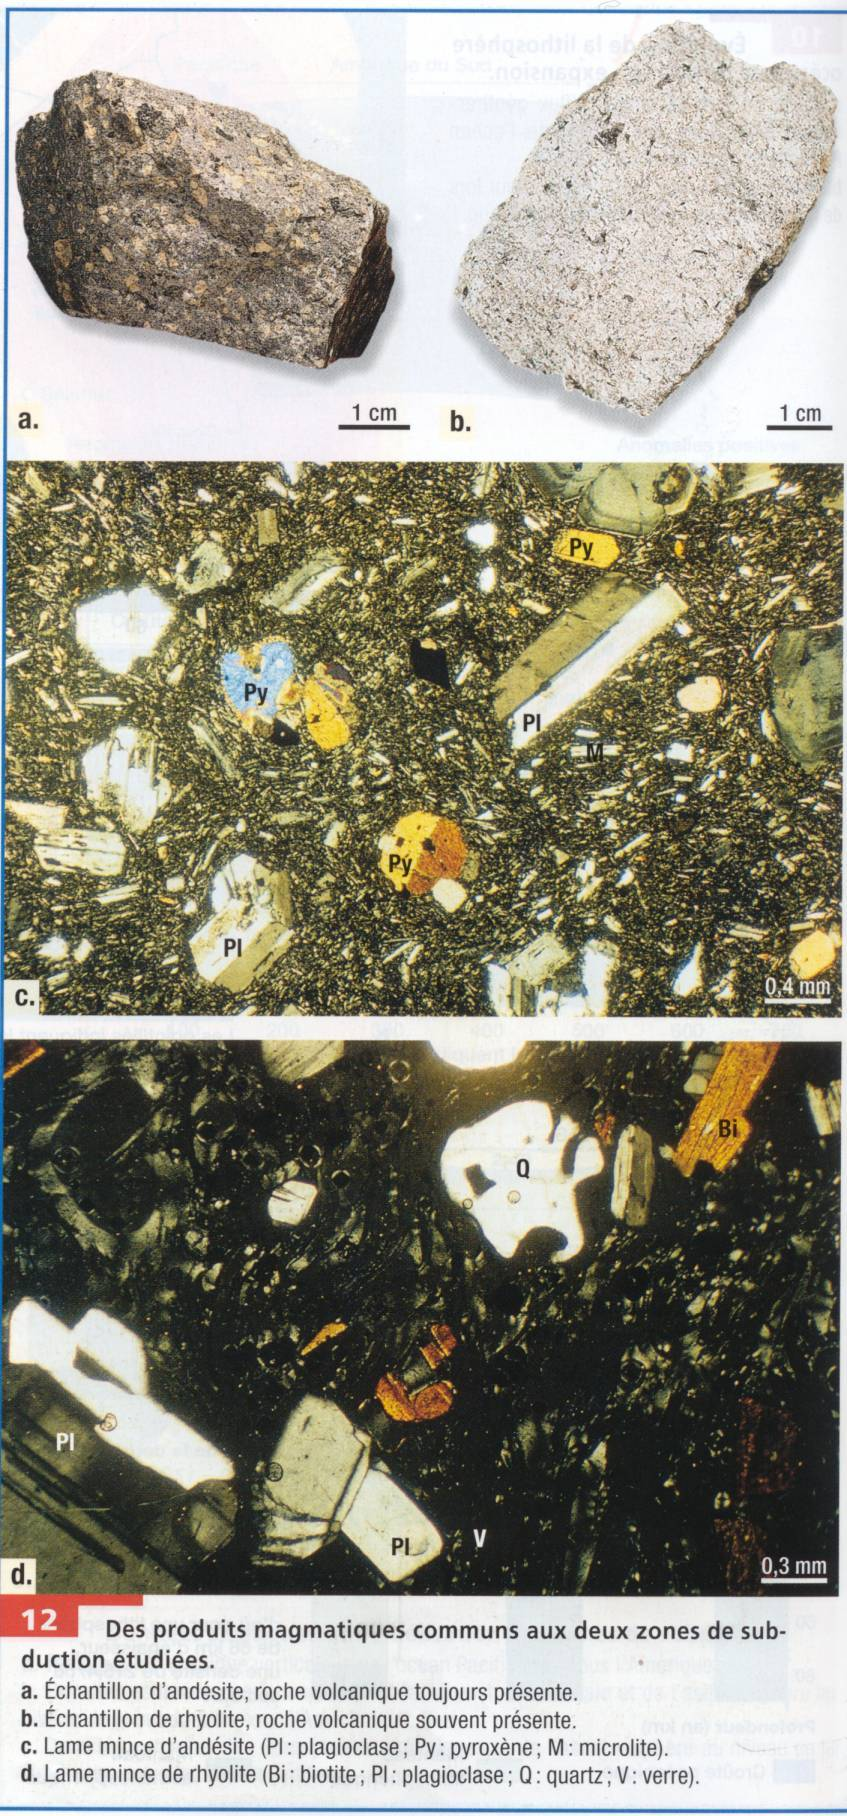 a.
1 cm
b.
1 cm
Py
Py
Pl
M
Py
Pl
c.
0,4 mm
Bi
Q
Pl
Pl
V
d.
0,3 mm
12
Des produits magmatiques communs aux deux zones de sub-
duction étudiées.
a. Échantillon d'andésite, roche volcanique toujours présente.
b. Échantillon de rhyolite, roche volcanique souvent présente.
c. Lame mince d'andésite (Pl : plagioclase ; Py : pyroxène ; M : microlite).
d. Lame mince de rhyolite (Bi : biotite ; Pl : plagioclase ; Q : quartz ; V : verre).